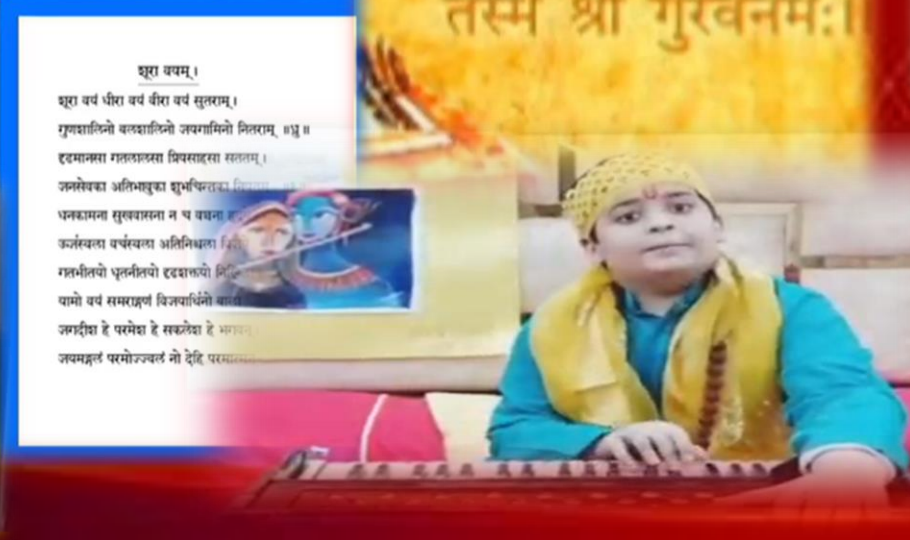 तस्मै श्री गुरवेनमः।।
शूरा वयम्।
शूरा वयं धीरा वयं वीरा वयं सुतराम्।
गुणशालिनो बलशालिनो जयगामिनो नितराम् ॥ध्रु॥
दृढमानसा गतलालसा प्रियसाहसा सततम्।
जनसेवका अतिभावुका शुभचिन्तका
धनकामना सुखवासना न च वञ्चना
ऊर्जस्वला वर्चस्वला अतिनिश्चला
गतभीतयो धृतनीतयो दृढशक्तयो
यामो वयं समराङ्गणं विजयार्थिनो
जगदीश हे परमेश हे सकलेश हे
जयमङ्गलं परमोज्ज्वलं नो देहि